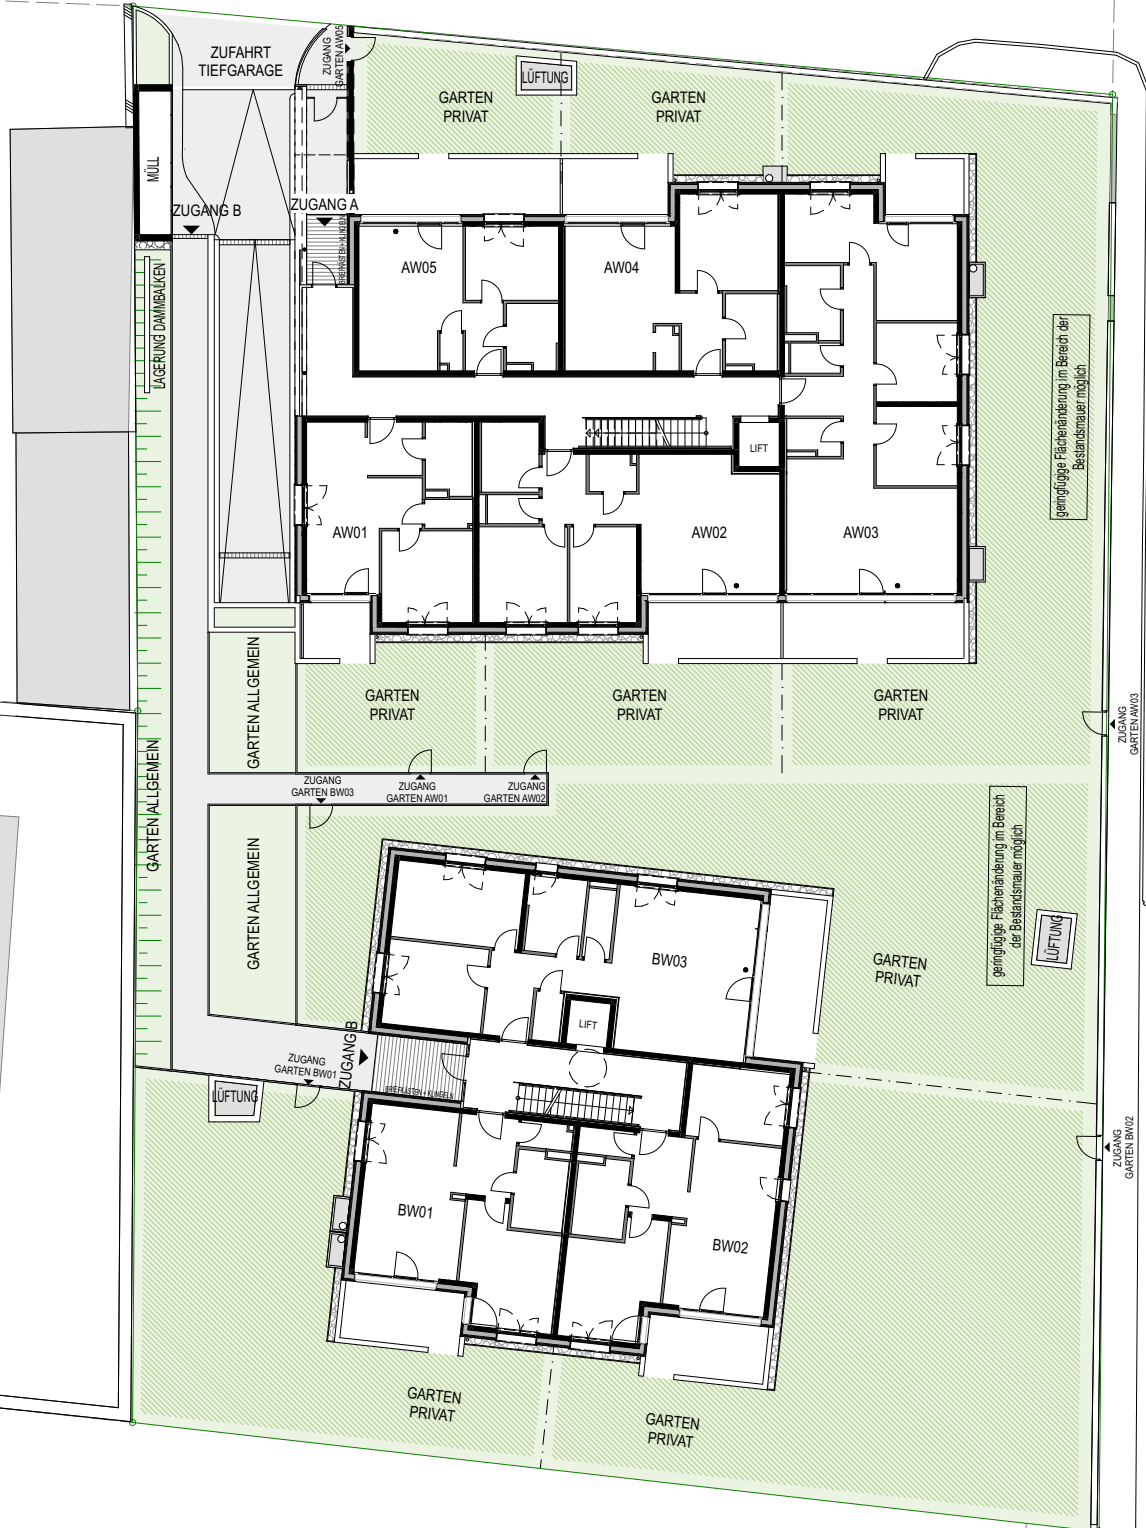 ZUFAHRT
TIEFGARAGE
ZUGANG
GARTEN AW05
LÜFTUNG
GARTEN
PRIVAT
GARTEN
PRIVAT
MÜLL
ZUGANG B
ZUGANG A
BRIEFKÄSTEN + KLINGELN
AW05
AW04
LAGERUNG DAMMBALKEN
geringfügige Flächenänderung im Bereich der
Bestandsmauer möglich
LIFT
AW01
AW02
AW03
GARTEN ALLGEMEIN
GARTEN
PRIVAT
GARTEN
PRIVAT
GARTEN
PRIVAT
ZUGANG
GARTEN AW03
GARTEN ALLGEMEIN
ZUGANG
GARTEN BW03
ZUGANG
GARTEN AW01
ZUGANG
GARTEN AW02
GARTEN ALLGEMEIN
geringfügige Flächenänderung im Bereich
der Bestandsmauer möglich
LÜFTUNG
BW03
GARTEN
PRIVAT
LIFT
ZUGANG B
ZUGANG
GARTEN BW01
LÜFTUNG
BRIEFKÄSTEN + KLINGELN
ZUGANG
GARTEN BW02
BW01
BW02
GARTEN
PRIVAT
GARTEN
PRIVAT